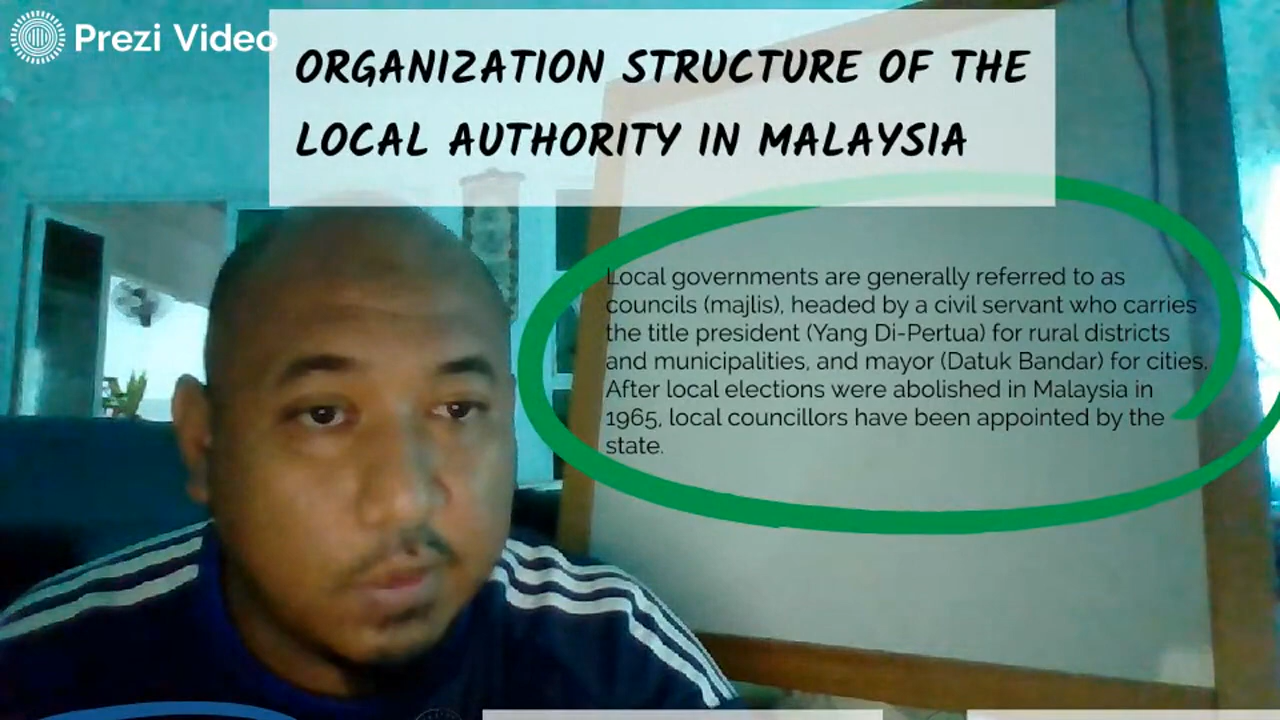 Prezi Video
ORGANIZATION STRUCTURE OF THE
LOCAL AUTHORITY IN MALAYSIA
Local governments are generally referred to as
councils (majlis), headed by a civil servant who carries
the title president (Yang Di-Pertua) for rural districts
and municipalities, and mayor (Datuk Bandar) for cities.
After local elections were abolished in Malaysia in
1965, local councillors have been appointed by the
state.